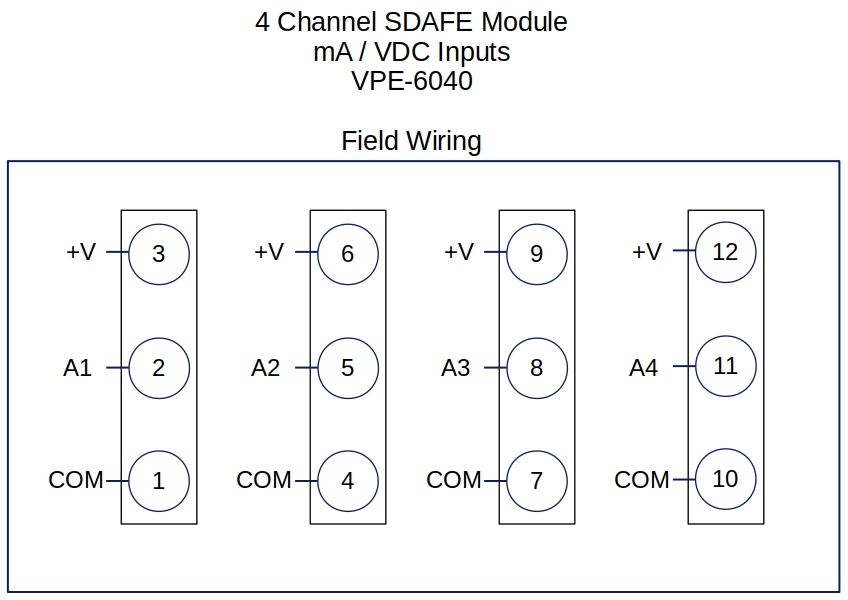 4 Channel SDAFE Module
mA / VDC Inputs
VPE-6040
Field Wiring
+V 3 +V 6 +V 9 +V 12
A1 2 A2 5 A3 8 A4 11
COM 1 COM 4 COM 7 COM 10